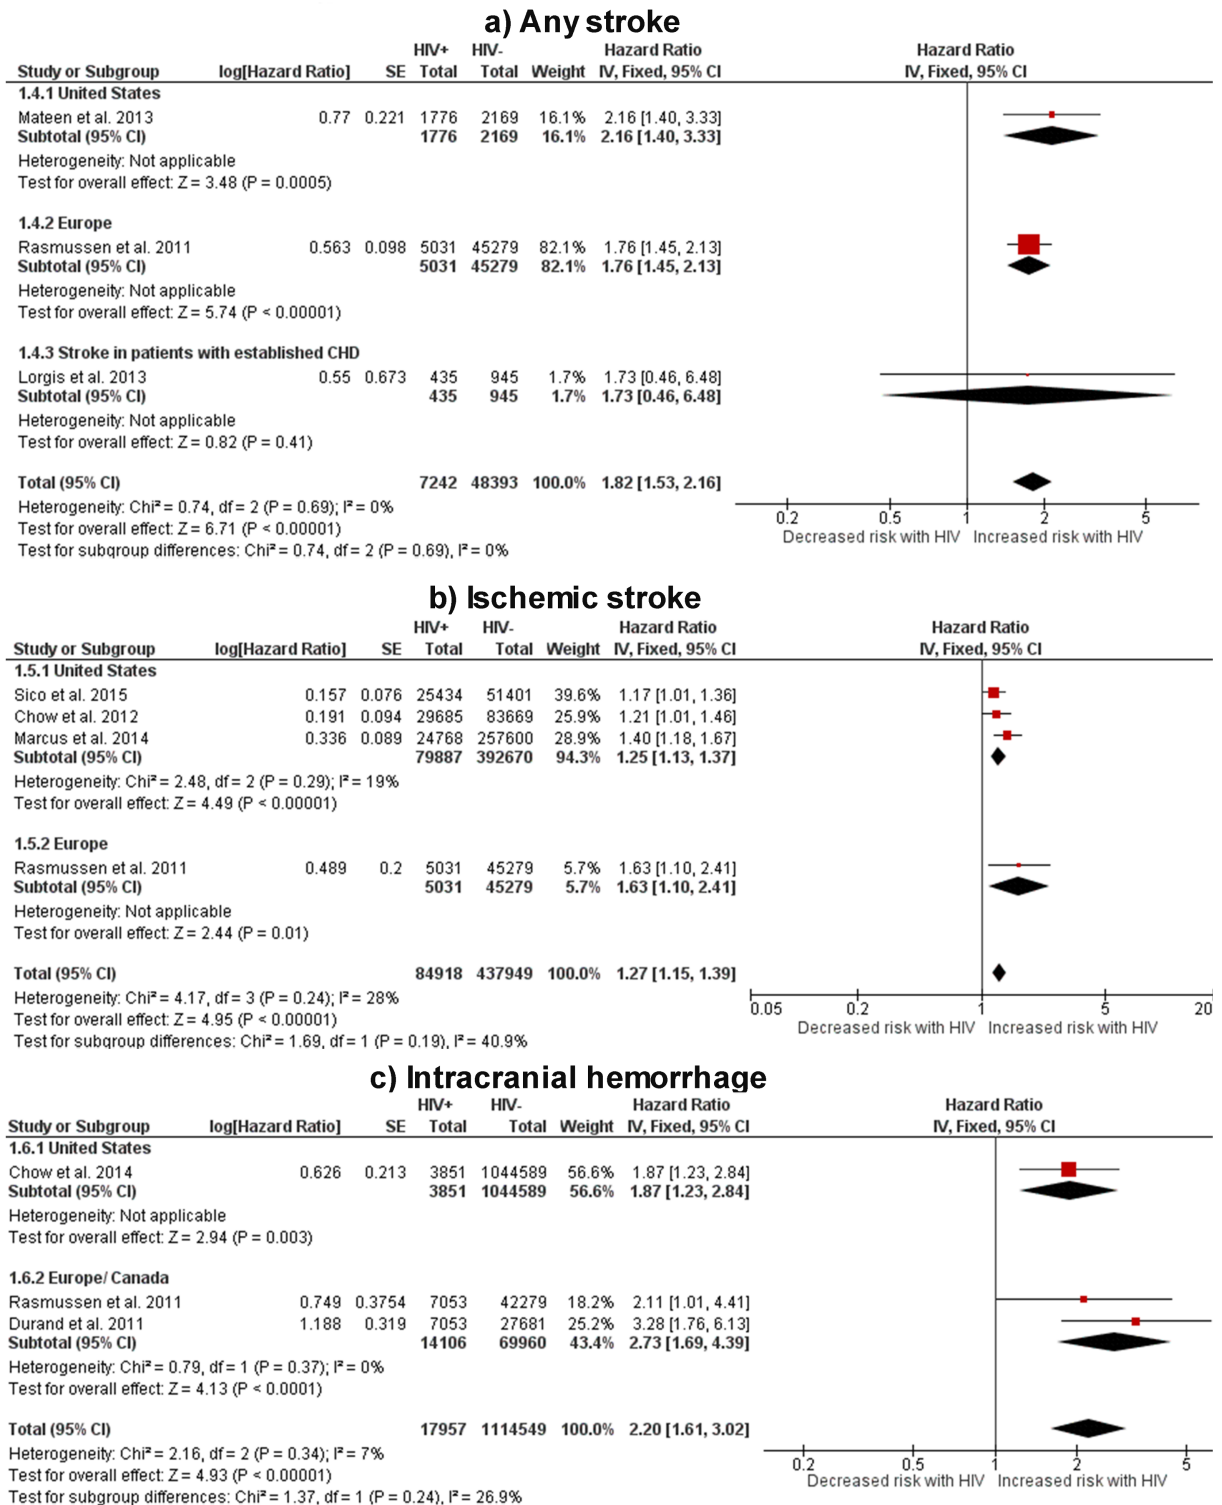 a) Any stroke
HIV+ HIV- Hazard Ratio Hazard Ratio
Study or Subgroup log[Hazard Ratio] SE Total Total Weight IV, Fixed, 95% CI IV, Fixed, 95% CI
1.4.1 United States
Mateen et al. 2013 0.77 0.221 1776 2169 16.1% 2.16 [1.40, 3.33]
Subtotal (95% CI) 1776 2169 16.1% 2.16 [1.40, 3.33]
Heterogeneity: Not applicable
Test for overall effect: Z = 3.48 (P = 0.0005)
1.4.2 Europe
Rasmussen et al. 2011 0.563 0.098 5031 45279 82.1% 1.76 [1.45, 2.13]
Subtotal (95% CI) 5031 45279 82.1% 1.76 [1.45, 2.13]
Heterogeneity: Not applicable
Test for overall effect: Z = 5.74 (P < 0.00001)
1.4.3 Stroke in patients with established CHD
Lorgis et al. 2013 0.55 0.673 435 945 1.7% 1.73 [0.46, 6.48]
Subtotal (95% CI) 435 945 1.7% 1.73 [0.46, 6.48]
Heterogeneity: Not applicable
Test for overall effect: Z = 0.82 (P = 0.41)
Total (95% CI) 7242 48393 100.0% 1.82 [1.53, 2.16]
Heterogeneity: Chi² = 0.74, df = 2 (P = 0.69); I² = 0%
Test for overall effect: Z = 6.71 (P < 0.00001)
Test for subgroup differences: Chi² = 0.74, df = 2 (P = 0.69), I² = 0%
0.2 0.5 1 2 5
Decreased risk with HIV Increased risk with HIV
b) Ischemic stroke
HIV+ HIV- Hazard Ratio Hazard Ratio
Study or Subgroup log[Hazard Ratio] SE Total Total Weight IV, Fixed, 95% CI IV, Fixed, 95% CI
1.5.1 United States
Sico et al. 2015 0.157 0.076 25434 51401 39.6% 1.17 [1.01, 1.36]
Chow et al. 2012 0.191 0.094 29685 83669 25.9% 1.21 [1.01, 1.46]
Marcus et al. 2014 0.336 0.089 24768 257600 28.9% 1.40 [1.18, 1.67]
Subtotal (95% CI) 79887 392670 94.3% 1.25 [1.13, 1.37]
Heterogeneity: Chi² = 2.48, df = 2 (P = 0.29); I² = 19%
Test for overall effect: Z = 4.49 (P < 0.00001)
1.5.2 Europe
Rasmussen et al. 2011 0.489 0.2 5031 45279 5.7% 1.63 [1.10, 2.41]
Subtotal (95% CI) 5031 45279 5.7% 1.63 [1.10, 2.41]
Heterogeneity: Not applicable
Test for overall effect: Z = 2.44 (P = 0.01)
Total (95% CI) 84918 437949 100.0% 1.27 [1.15, 1.39]
Heterogeneity: Chi² = 4.17, df = 3 (P = 0.24); I² = 28%
Test for overall effect: Z = 4.95 (P < 0.00001)
Test for subgroup differences: Chi² = 1.69, df = 1 (P = 0.19), I² = 40.9%
0.05 0.2 1 5 20
Decreased risk with HIV Increased risk with HIV
c) Intracranial hemorrhage
HIV+ HIV- Hazard Ratio Hazard Ratio
Study or Subgroup log[Hazard Ratio] SE Total Total Weight IV, Fixed, 95% CI IV, Fixed, 95% CI
1.6.1 United States
Chow et al. 2014 0.626 0.213 3851 1044589 56.6% 1.87 [1.23, 2.84]
Subtotal (95% CI) 3851 1044589 56.6% 1.87 [1.23, 2.84]
Heterogeneity: Not applicable
Test for overall effect: Z = 2.94 (P = 0.003)
1.6.2 Europe/ Canada
Rasmussen et al. 2011 0.749 0.3754 7053 42279 18.2% 2.11 [1.01, 4.41]
Durand et al. 2011 1.188 0.319 7053 27681 25.2% 3.28 [1.76, 6.13]
Subtotal (95% CI) 14106 69960 43.4% 2.73 [1.69, 4.39]
Heterogeneity: Chi² = 0.79, df = 1 (P = 0.37); I² = 0%
Test for overall effect: Z = 4.13 (P < 0.0001)
Total (95% CI) 17957 1114549 100.0% 2.20 [1.61, 3.02]
Heterogeneity: Chi² = 2.16, df = 2 (P = 0.34); I² = 7%
Test for overall effect: Z = 4.93 (P < 0.00001)
Test for subgroup differences: Chi² = 1.37, df = 1 (P = 0.24), I² = 26.9%
0.2 0.5 1 2 5
Decreased risk with HIV Increased risk with HIV